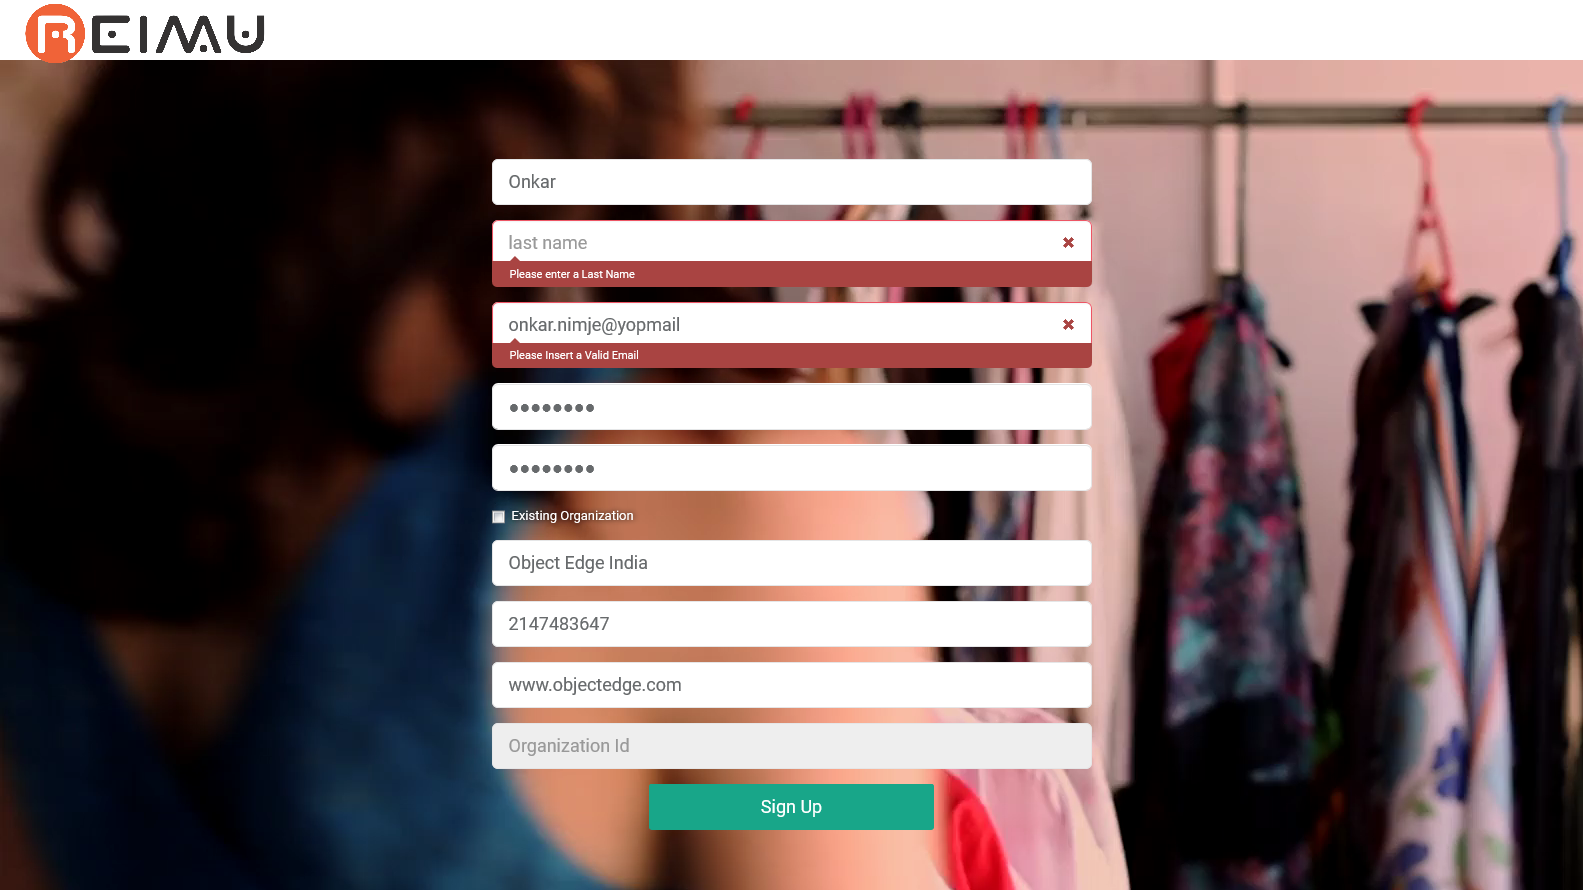 REIMU
Onkar
last name
Please enter a Last Name
onkar.nimje@yopmail
Please Insert a Valid Email
Existing Organization
Object Edge India
2147483647
www.objectedge.com
Organization Id
Sign Up